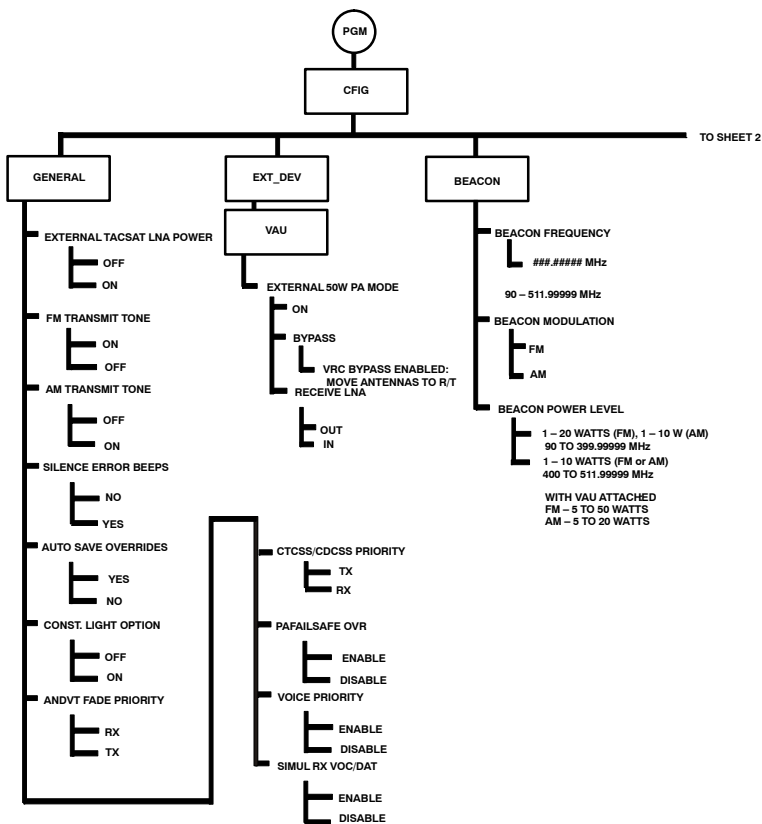 PGM
CFIG
TO SHEET 2
GENERAL
EXTERNAL TACSAT LNA POWER
OFF
ON
FM TRANSMIT TONE
ON
OFF
AM TRANSMIT TONE
OFF
ON
SILENCE ERROR BEEPS
NO
YES
AUTO SAVE OVERRIDES
YES
NO
CONST. LIGHT OPTION
OFF
ON
ANDVT FADE PRIORITY
RX
TX
CTCSS/CDCSS PRIORITY
TX
RX
PAFAILSAFE OVR
ENABLE
DISABLE
VOICE PRIORITY
ENABLE
DISABLE
SIMUL RX VOC/DAT
ENABLE
DISABLE
EXT_DEV
VAU
EXTERNAL 50W PA MODE
ON
BYPASS
VRC BYPASS ENABLED:
MOVE ANTENNAS TO R/T
RECEIVE LNA
OUT
IN
BEACON
BEACON FREQUENCY
###.##### MHz
90 – 511.99999 MHz
BEACON MODULATION
FM
AM
BEACON POWER LEVEL
1 – 20 WATTS (FM), 1 – 10 W (AM)
90 TO 399.99999 MHz
1 – 10 WATTS (FM or AM)
400 TO 511.99999 MHz
WITH VAU ATTACHED
FM – 5 TO 50 WATTS
AM – 5 TO 20 WATTS